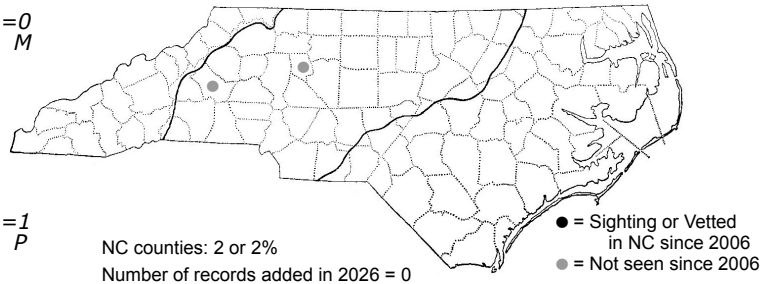 =0
M
=1
P
NC counties: 2 or 2%
Number of records added in 2026 = 0
= Sighting or Vetted
in NC since 2006
= Not seen since 2006